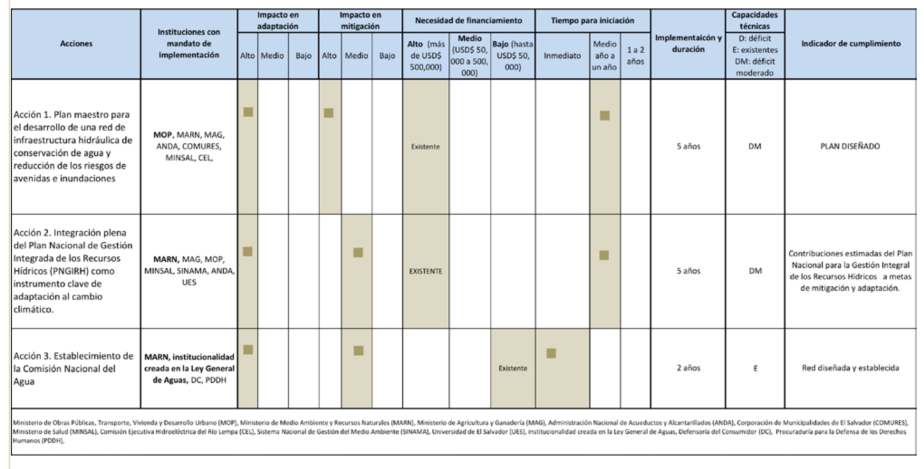 Acciones
Instituciones con
mandato de
implementación
Impacto en
adaptación
Impacto en
mitigación
Necesidad de financiamiento
Tiempo para iniciación
Implementaicón y
duración
Capacidades
técnicas
D: déficit
E: existentes
DM: déficit
moderado
Indicador de cumplimiento
Alto
Medio
Bajo
Alto
Medio
Bajo
Alto (más
de USD$
500,000)
Medio
(USD$ 50,
000 a 500,
000)
Bajo (hasta
USD$ 50,
000)
Inmediato
Medio
año a
un año
1 a 2
años
Acción 1. Plan maestro para
el desarrollo de una red de
infraestructura hidráulica de
conservación de agua y
reducción de los riesgos de
avenidas e inundaciones
MOP, MARN, MAG,
ANDA, COMURES,
MINSAL, CEL,
Existente
5 años
DM
PLAN DISEÑADO
Acción 2. Integración plena
del Plan Nacional de Gestión
Integrada de los Recursos
Hídricos (PNGIRH) como
instrumento clave de
adaptación al cambio
climático.
MARN, MAG, MOP,
MINSAL, SINAMA, ANDA,
UES
EXISTENTE
5 años
DM
Contribuciones estimadas del Plan
Nacional para la Gestión Integral
de los Recursos Hídricos a metas
de mitigación y adaptación.
Acción 3. Establecimiento de
la Comisión Nacional del
Agua
MARN, institucionalidad
creada en la Ley General
de Aguas, DC, PDDH
Existente
2 años
E
Red diseñada y establecida
Ministerio de Obras Públicas, Transporte, Vivienda y Desarrollo Urbano (MOP), Ministerio de Medio Ambiente y Recursos Naturales (MARN), Ministerio de Agricultura y Ganadería (MAG), Administración Nacional de Acueductos y Alcantarillados (ANDA), Corporación de Municipalidades de El Salvador (COMURES),
Ministerio de Salud (MINSAL), Comisión Ejecutiva Hidroeléctrica del Río Lempa (CEL), Sistema Nacional de Gestión del Medio Ambiente (SINAMA), Universidad de El Salvador (UES), institucionalidad creada en la Ley General de Aguas, Defensoría del Consumidor (DC), Procuraduría para la Defensa de los Derechos
Humanos (PDDH),